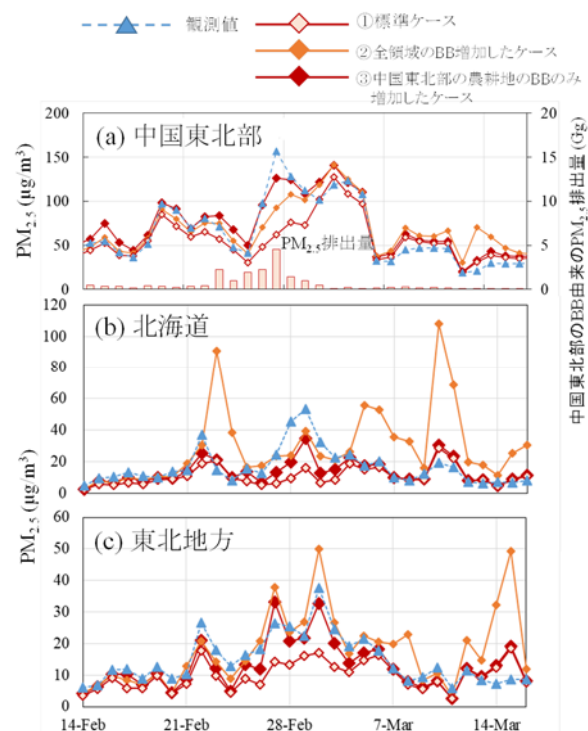 観測値
①標準ケース
②全領域のBB増加したケース
③中国東北部の農耕地のBBのみ
増加したケース
(a) 中国東北部
PM2.5 (μg/m³)
200
150
100
50
0
PM2.5排出量
20
15
10
5
0
中国東北部のBB由来のPM2.5排出量 (Gg)
(b) 北海道
PM2.5 (μg/m³)
120
100
80
60
40
20
0
(c) 東北地方
60
50
40
30
20
10
0
14-Feb 21-Feb 28-Feb 7-Mar 14-Mar